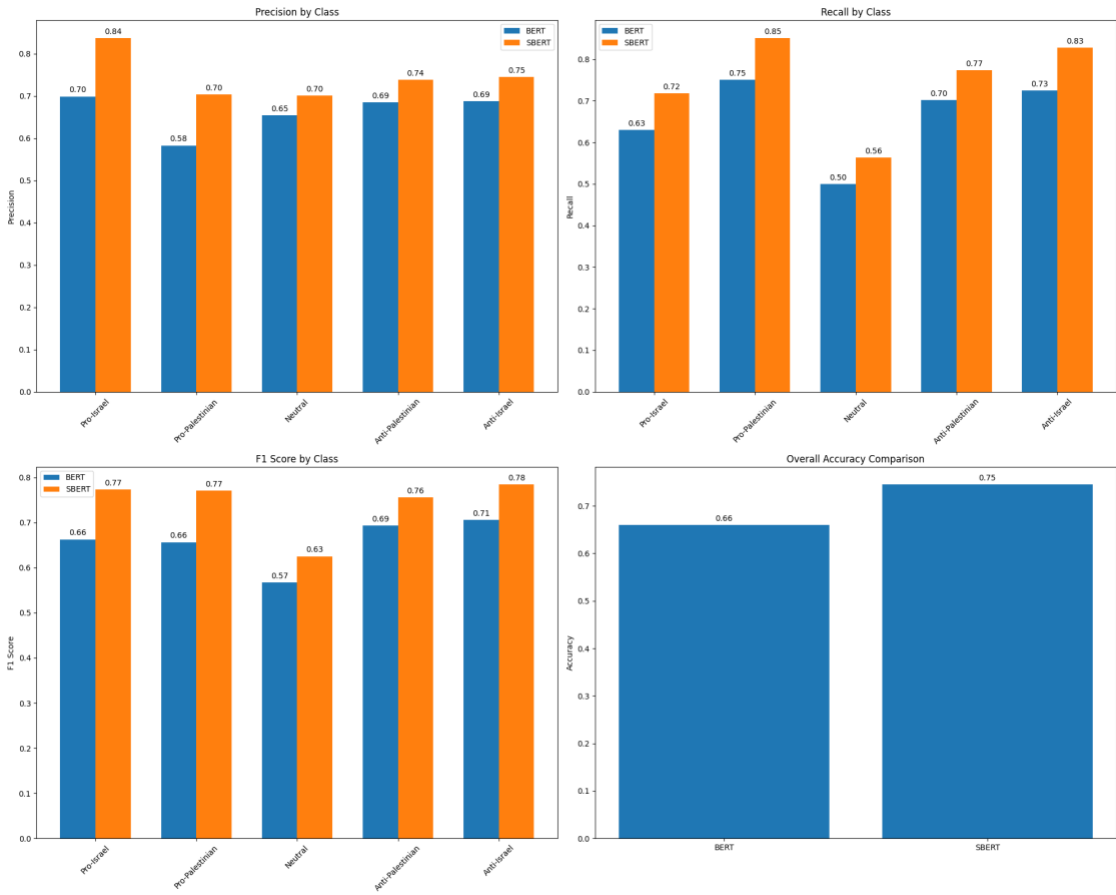 Precision by Class
BERT
SBERT
Precision
0.8
0.7
0.6
0.5
0.4
0.3
0.2
0.1
0.0
0.70
0.84
0.58
0.70
0.65
0.70
0.69
0.74
0.69
0.75
Pro-Israel
Pro-Palestinian
Neutral
Anti-Palestinian
Anti-Israel
Recall by Class
BERT
SBERT
Recall
0.8
0.7
0.6
0.5
0.4
0.3
0.2
0.1
0.0
0.63
0.72
0.75
0.85
0.50
0.56
0.70
0.77
0.73
0.83
Pro-Israel
Pro-Palestinian
Neutral
Anti-Palestinian
Anti-Israel
F1 Score by Class
BERT
SBERT
F1 Score
0.8
0.7
0.6
0.5
0.4
0.3
0.2
0.1
0.0
0.66
0.77
0.66
0.77
0.57
0.63
0.69
0.76
0.71
0.78
Pro-Israel
Pro-Palestinian
Neutral
Anti-Palestinian
Anti-Israel
Overall Accuracy Comparison
Accuracy
0.7
0.6
0.5
0.4
0.3
0.2
0.1
0.0
0.66
0.75
BERT
SBERT